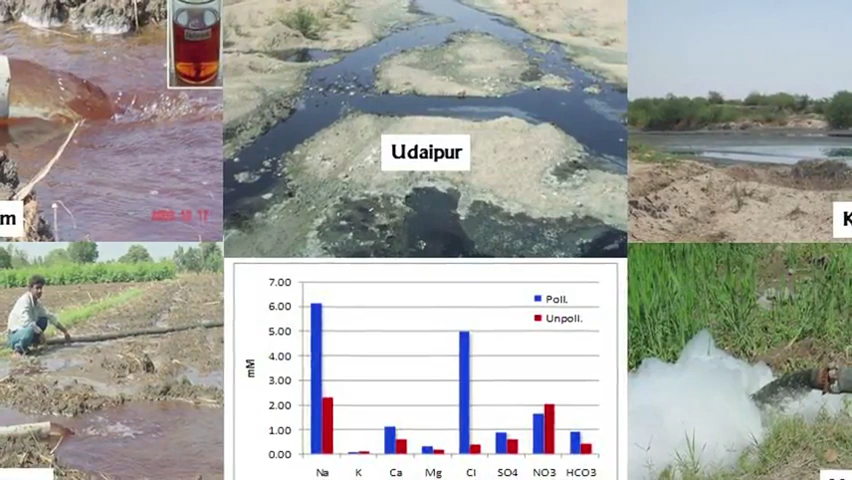 Udaipur
m
K
7.00
6.00
5.00
4.00
3.00
2.00
1.00
0.00
mM
Poll.
Unpoll.
Na K Ca Mg Cl SO4 NO3 HCO3